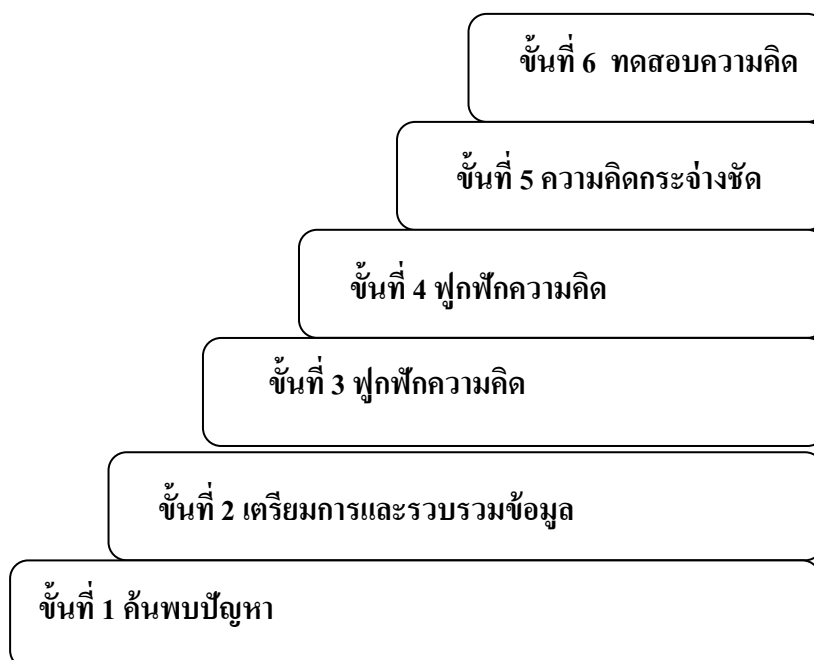 ขั้นที่ 6 ทดสอบความคิด
ขั้นที่ 5 ความคิดกระจ่างชัด
ขั้นที่ 4 ฟูกฟักความคิด
ขั้นที่ 3 ฟูกฟักความคิด
ขั้นที่ 2 เตรียมการและรวบรวมข้อมูล
ขั้นที่ 1 ค้นพบปัญหา